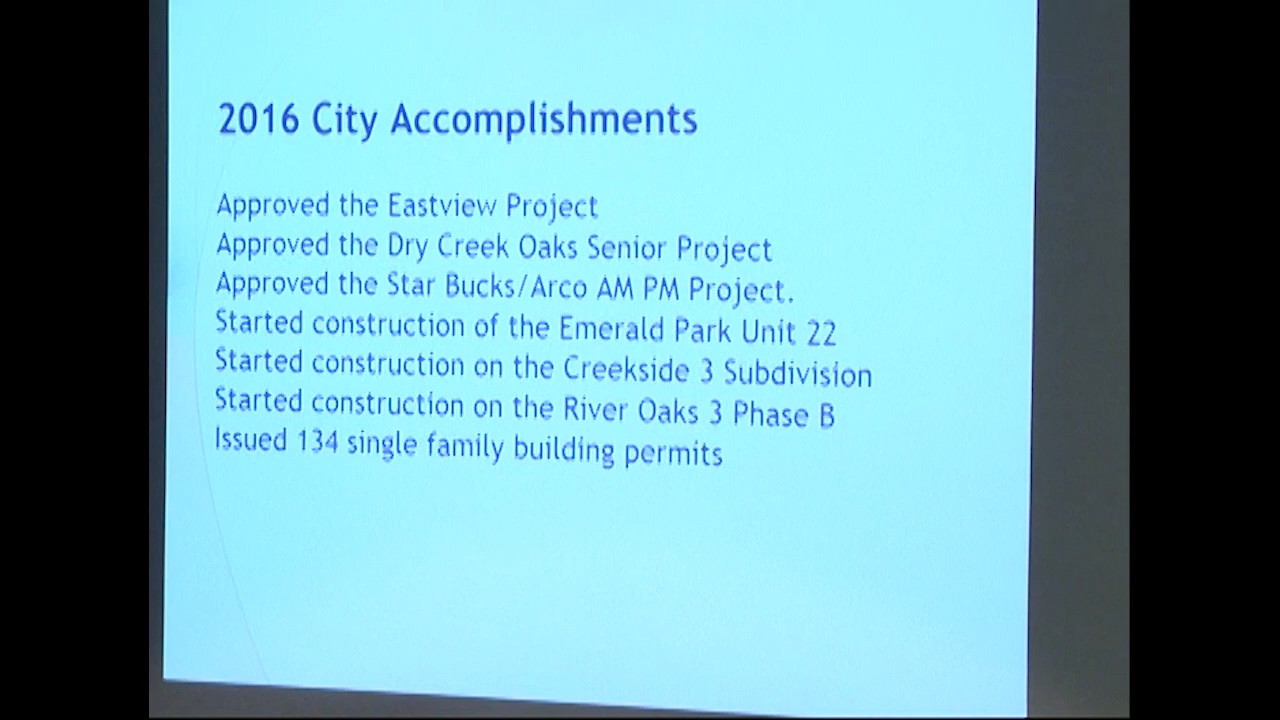 2016 City Accomplishments
Approved the Eastview Project
Approved the Dry Creek Oaks Senior Project
Approved the Star Bucks/Arco AM PM Project.
Started construction of the Emerald Park Unit 22
Started construction on the Creekside 3 Subdivision
Started construction on the River Oaks 3 Phase B
Issued 134 single family building permits